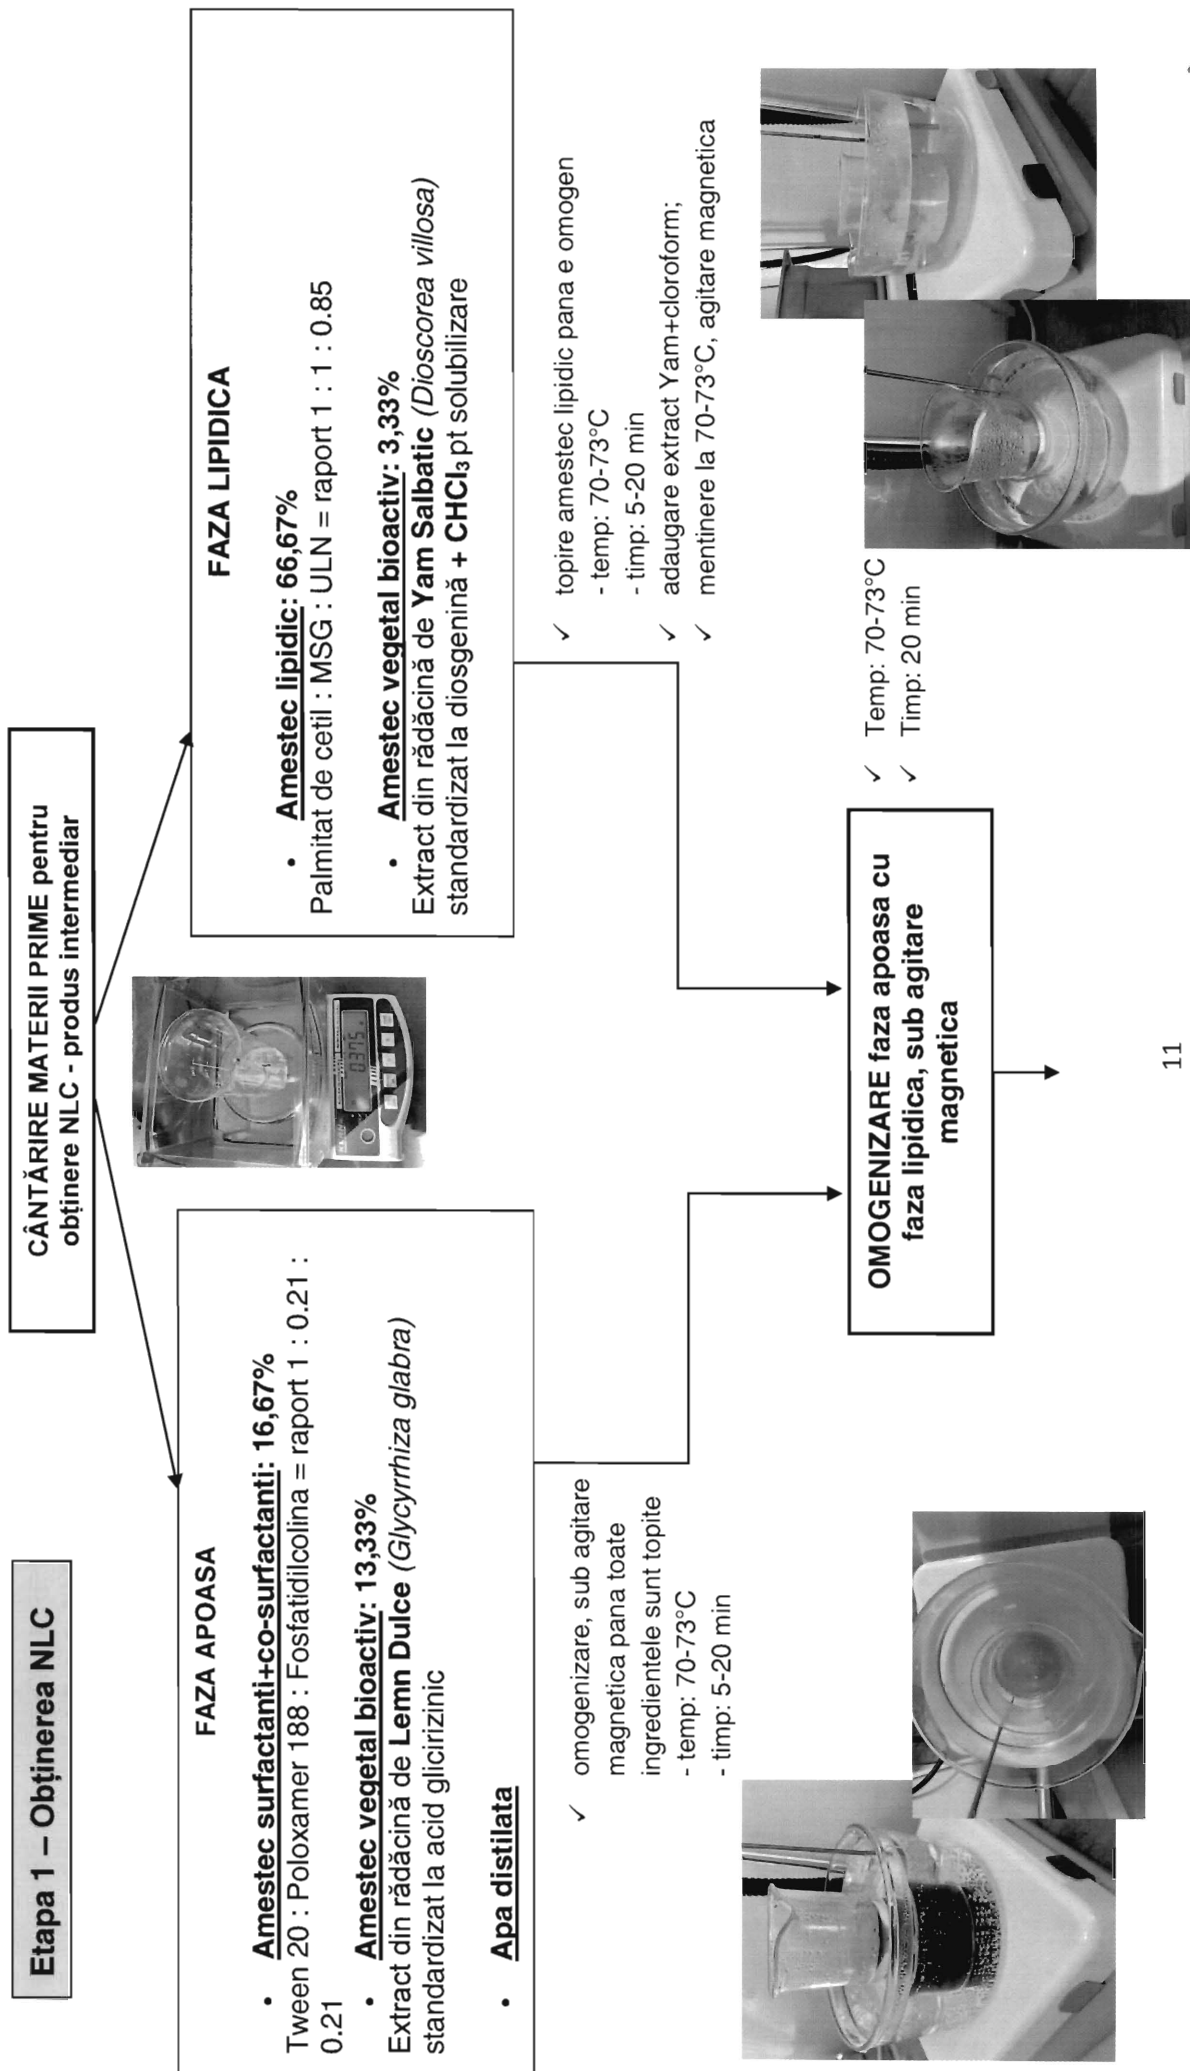 Etapa 1 – Obținerea NLC
CÂNTĂRIRE MATERII PRIME pentru
obținere NLC - produs intermediar
FAZA APOASA
• Amestec surfactanti+co-surfactanti: 16,67%
Tween 20 : Poloxamer 188 : Fosfatidilcolina = raport 1 : 0.21 :
0.21
• Amestec vegetal bioactiv: 13,33%
Extract din rădăcină de Lemn Dulce (Glycyrrhiza glabra)
standardizat la acid glicirizinic
• Apa distilata
0.375
FAZA LIPIDICA
• Amestec lipidic: 66,67%
Palmitat de cetil : MSG : ULN = raport 1 : 1 : 0.85
• Amestec vegetal bioactiv: 3,33%
Extract din rădăcină de Yam Salbatic (Dioscorea villosa)
standardizat la diosgenină + CHCl₃ pt solubilizare
✓ omogenizare, sub agitare
magnetica pana toate
ingredientele sunt topite
- temp: 70-73°C
- timp: 5-20 min
✓ topire amestec lipidic pana e omogen
- temp: 70-73°C
- timp: 5-20 min
✓ adaugare extract Yam+cloroform;
✓ mentinere la 70-73°C, agitare magnetica
OMOGENIZARE faza apoasa cu
faza lipidica, sub agitare
magnetica
✓ Temp: 70-73°C
✓ Timp: 20 min
11